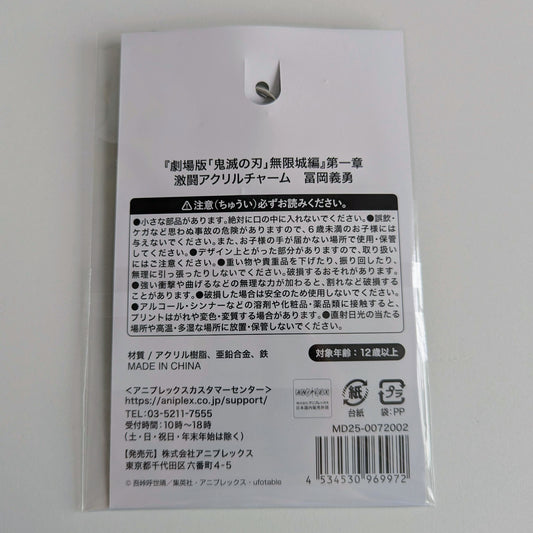 『劇場版「鬼滅の刃」無限城編』第一章
激闘アクリルチャーム 冨岡義勇
注意(ちゅうい)必ずお読みください。
●小さな部品があります。絶対に口の中に入れないでください。●誤飲・
ケガなど思わぬ事故の危険がありますので、6歳未満のお子様には
与えないでください。また、お子様の手が届かない場所で使用・保管
してください。●デザイン上とがった部分がありますので、取り扱い
にはご注意ください。●重い物や貴重品を下げたり、振り回したり、
無理に引っ張ったりしないでください。破損するおそれがあります。
●強い衝撃や曲げるなどの無理な力が加わると、割れなど破損する
ことがあります。●破損した場合は安全のため使用しないでください。
●アルコール・シンナーなどの溶剤や化粧品・薬品類に接すると、
プリントはがれや変色・変質する場合があります。●直射日光の当たる
場所や高温・多湿な場所に放置・保管しないでください。
材質/アクリル樹脂、亜鉛合金、鉄
MADE IN CHINA
対象年齢:12歳以上
<アニプレックスカスタマーセンター>
https://aniplex.co.jp/support/
TEL:03-5211-7555
受付時間:10時〜18時
(土・日・祝日・年末年始は除く)
【発売元】株式会社アニプレックス
東京都千代田区六番町4-5
© 吾峠呼世晴/集英社・アニプレックス・ufotable
ANIPLEX
株式会社アニプレックス
日本国内販売許諾
紙
台紙
プラ
袋:PP
MD25-0072002
4 534530 969972